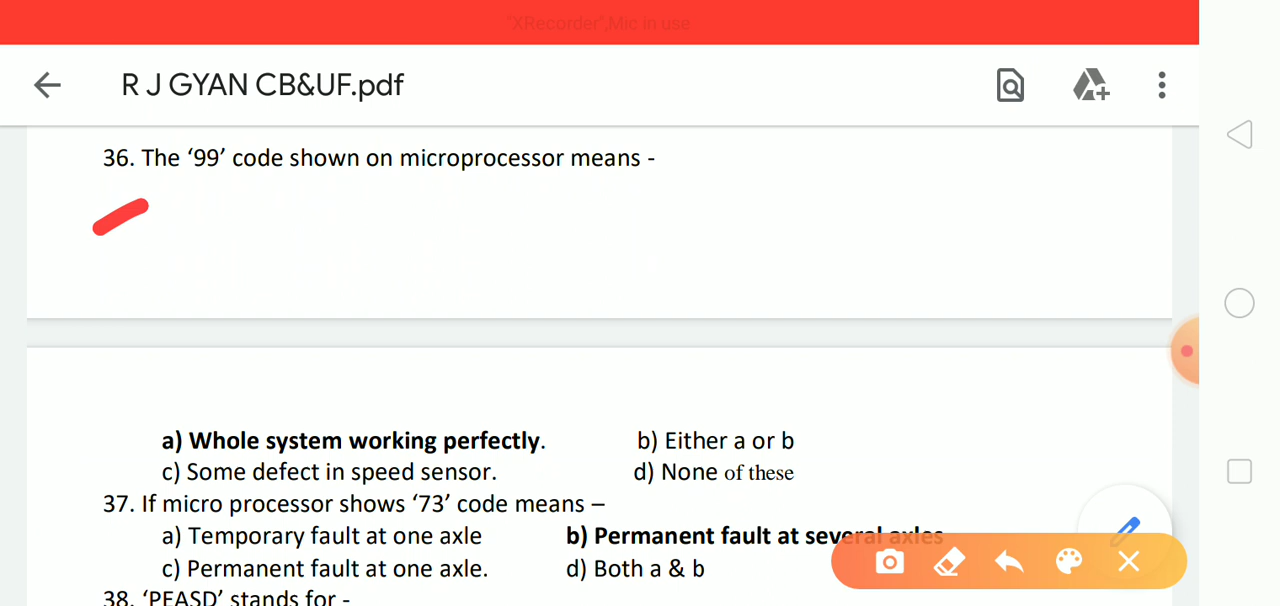 "XRecorder",Mic in use
R J GYAN CB&UF.pdf
36. The ‘99’ code shown on microprocessor means -
a) Whole system working perfectly. b) Either a or b
c) Some defect in speed sensor. d) None of these
37. If micro processor shows ‘73’ code means –
a) Temporary fault at one axle b) Permanent fault at several axles
c) Permanent fault at one axle. d) Both a & b
38. ‘PEASD’ stands for -